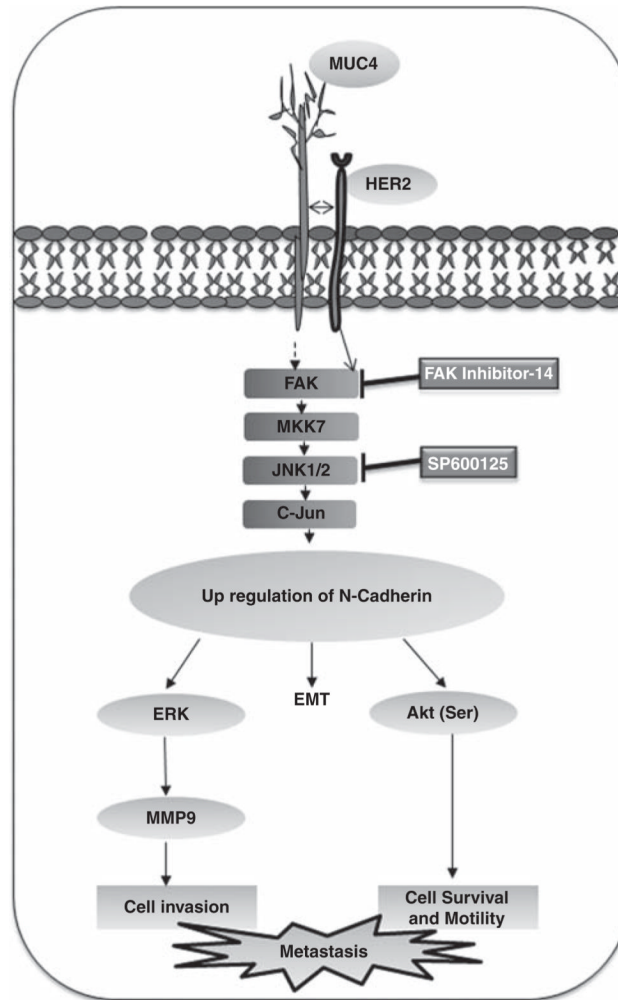 MUC4
HER2
FAK
FAK Inhibitor-14
MKK7
JNK1/2
SP600125
C-Jun
Up regulation of N-Cadherin
ERK
EMT
Akt (Ser)
MMP9
Cell invasion
Cell Survival
and Motility
Metastasis